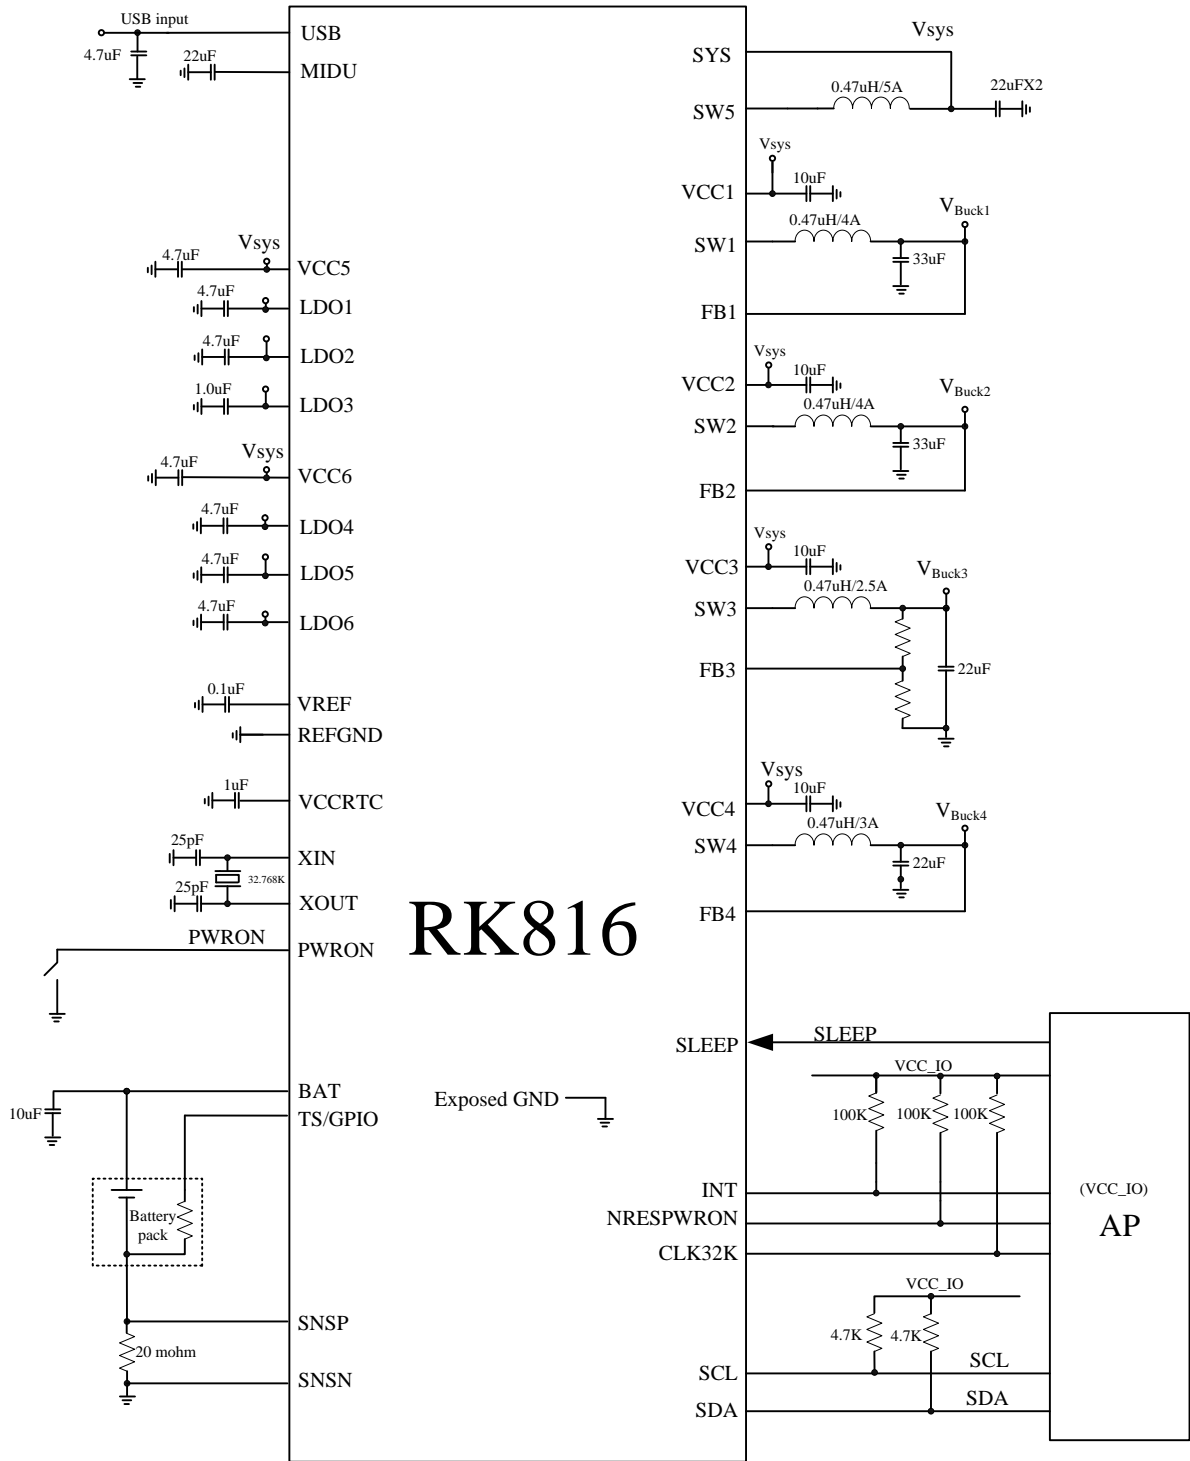 USB input
USB
4.7uF
22uF
MIDU
Vsys
SYS
0.47uH/5A
22uFX2
SW5
Vsys
10uF
VCC1
0.47uH/4A
VBuck1
SW1
33uF
FB1
Vsys
4.7uF
VCC5
4.7uF
LDO1
4.7uF
LDO2
1.0uF
LDO3
Vsys
10uF
VCC2
0.47uH/4A
VBuck2
SW2
33uF
FB2
Vsys
4.7uF
VCC6
4.7uF
LDO4
4.7uF
LDO5
4.7uF
LDO6
Vsys
10uF
VCC3
0.47uH/2.5A
VBuck3
SW3
FB3
22uF
0.1uF
VREF
REFGND
1uF
VCCRTC
Vsys
10uF
VCC4
0.47uH/3A
VBuck4
SW4
22uF
FB4
25pF
XIN
32.768K
25pF
XOUT
PWRON
PWRON
RK816
SLEEP
SLEEP
VCC_IO
100K
100K
100K
BAT
10uF
TS/GPIO
Exposed GND
Battery
pack
INT
NRESPWRON
CLK32K
(VCC_IO)
AP
VCC_IO
4.7K
4.7K
SNSP
20 mohm
SNSN
SCL
SCL
SDA
SDA